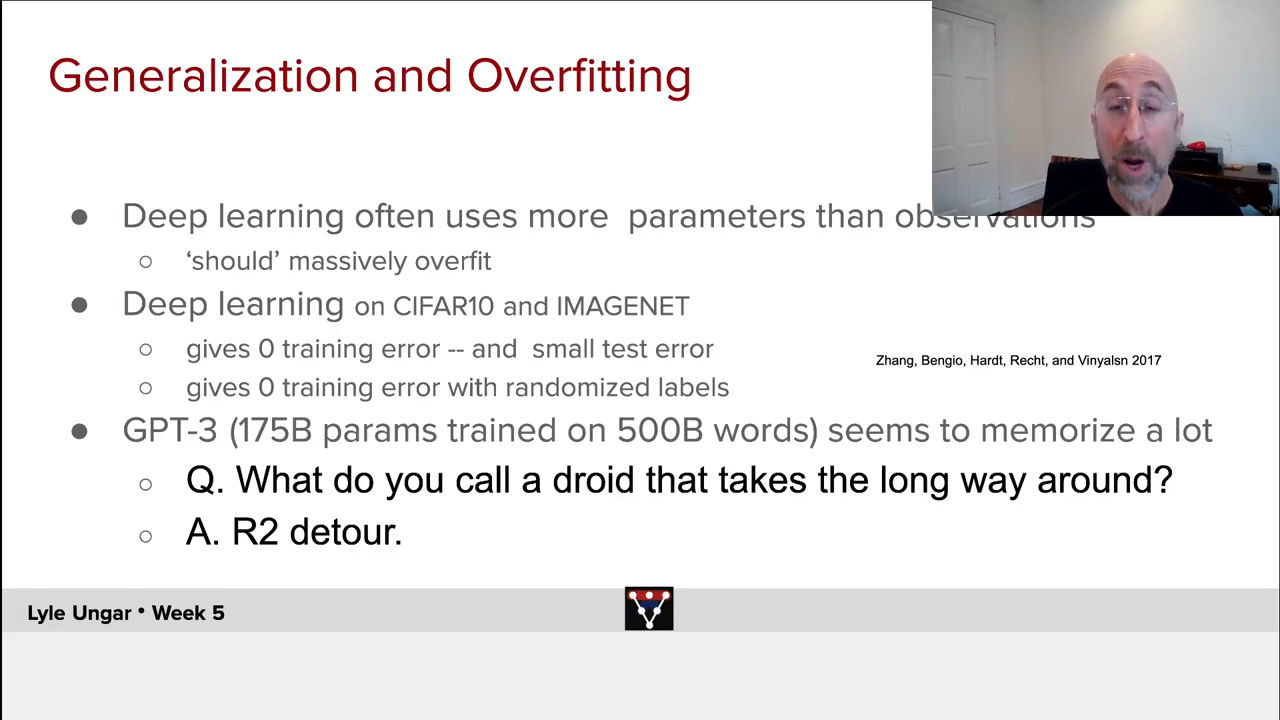 Generalization and Overfitting
● Deep learning often uses more parameters than observations
○ ‘should’ massively overfit
● Deep learning on CIFAR10 and IMAGENET
○ gives 0 training error -- and small test error
Zhang, Bengio, Hardt, Recht, and Vinyalsn 2017
○ gives 0 training error with randomized labels
● GPT-3 (175B params trained on 500B words) seems to memorize a lot
○ Q. What do you call a droid that takes the long way around?
○ A. R2 detour.
Lyle Ungar • Week 5